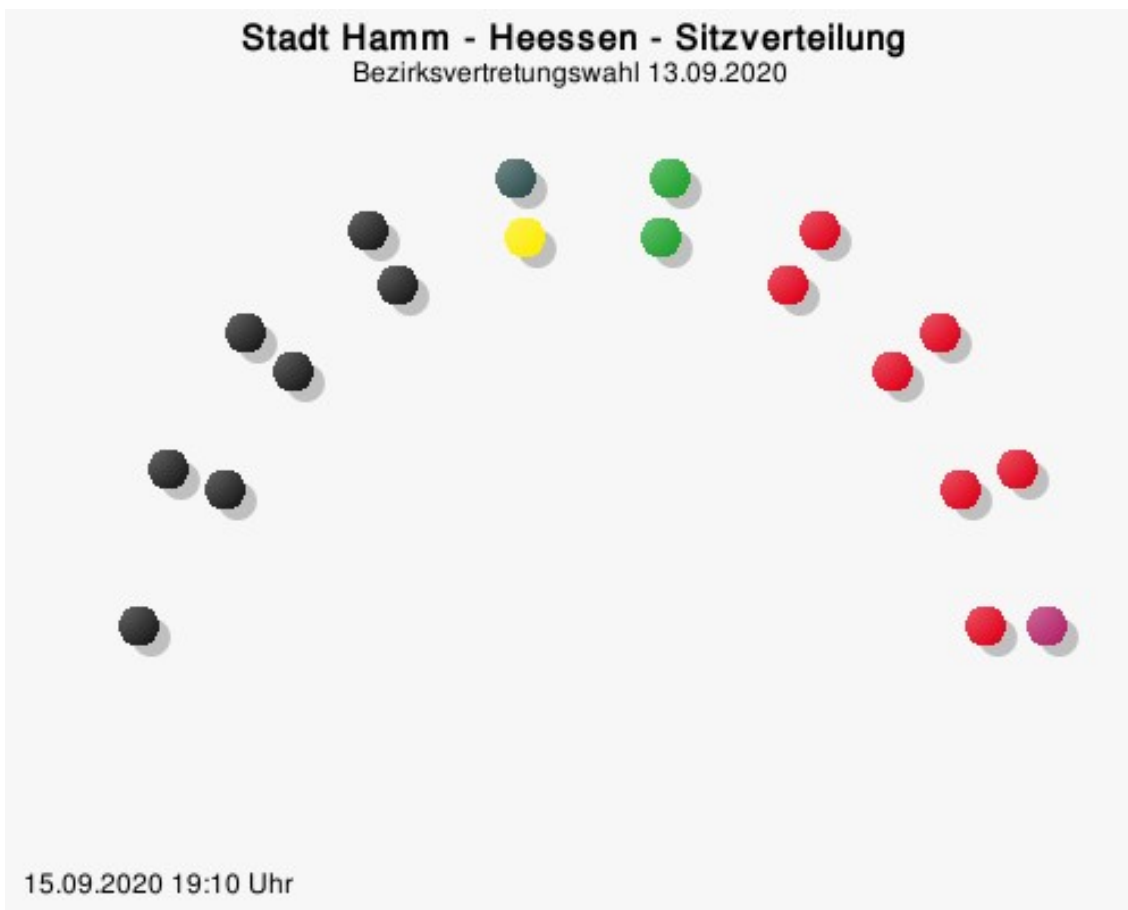 Stadt Hamm - Heessen - Sitzverteilung
Bezirksvertretungswahl 13.09.2020
15.09.2020 19:10 Uhr